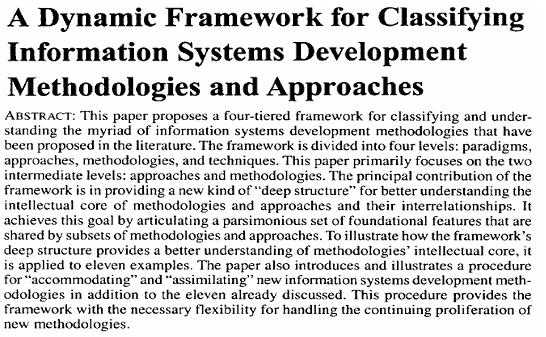 A Dynamic Framework for Classifying
Information Systems Development
Methodologies and Approaches
ABSTRACT: This paper proposes a four-tiered framework for classifying and under-
standing the myriad of information systems development methodologies that have
been proposed in the literature. The framework is divided into four levels: paradigms,
approaches, methodologies, and techniques. This paper primarily focuses on the two
intermediate levels: approaches and methodologies. The principal contribution of the
framework is in providing a new kind of "deep structure" for better understanding the
intellectual core of methodologies and approaches and their interrelationships. It
achieves this goal by articulating a parsimonious set of foundational features that are
shared by subsets of methodologies and approaches. To illustrate how the framework's
deep structure provides a better understanding of methodologies' intellectual core, it
is applied to eleven examples. The paper also introduces and illustrates a procedure
for "accommodating" and "assimilating" new information systems development meth-
odologies in addition to the eleven already discussed. This procedure provides the
framework with the necessary flexibility for handling the continuing proliferation of
new methodologies.